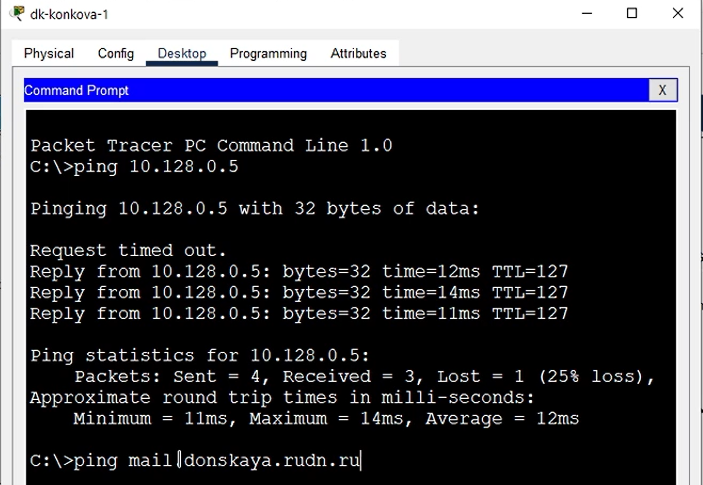 dk-konkova-1
Physical Config Desktop Programming Attributes
Command Prompt X
Packet Tracer PC Command Line 1.0
C:\>ping 10.128.0.5
Pinging 10.128.0.5 with 32 bytes of data:
Request timed out.
Reply from 10.128.0.5: bytes=32 time=12ms TTL=127
Reply from 10.128.0.5: bytes=32 time=14ms TTL=127
Reply from 10.128.0.5: bytes=32 time=11ms TTL=127
Ping statistics for 10.128.0.5:
Packets: Sent = 4, Received = 3, Lost = 1 (25% loss),
Approximate round trip times in milli-seconds:
Minimum = 11ms, Maximum = 14ms, Average = 12ms
C:\>ping mail.donskaya.rudn.ru